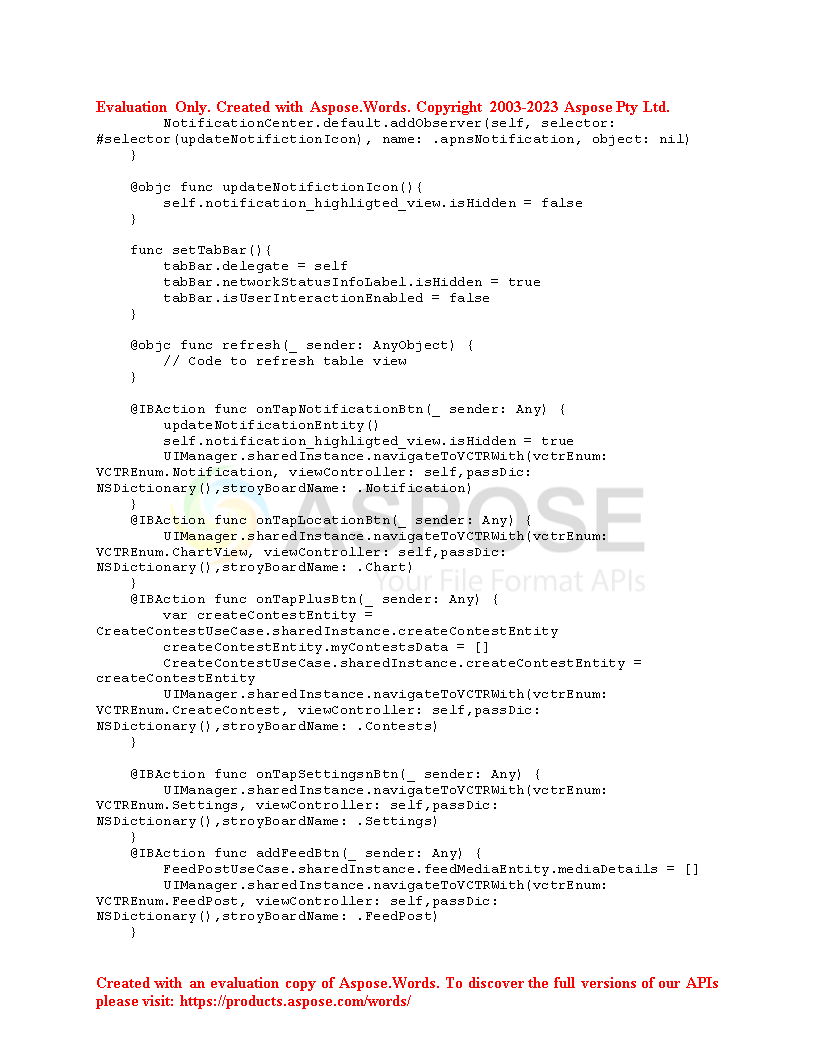 Evaluation Only. Created with Aspose.Words. Copyright 2003-2023 Aspose Pty Ltd.
NotificationCenter.default.addObserver(self, selector:
#selector(updateNotifictionIcon), name: .apnsNotification, object: nil)
}
@objc func updateNotifictionIcon(){
self.notification_highligted_view.isHidden = false
}
func setTabBar(){
tabBar.delegate = self
tabBar.networkStatusInfoLabel.isHidden = true
tabBar.isUserInteractionEnabled = false
}
@objc func refresh(_ sender: AnyObject) {
// Code to refresh table view
}
@IBAction func onTapNotificationBtn(_ sender: Any) {
updateNotificationEntity()
self.notification_highligted_view.isHidden = true
UIManager.sharedInstance.navigateToVCTRWith(vctrEnum:
VCTREnum.Notification, viewController: self,passDic:
NSDictionary(),stroyBoardName: .Notification)
}
@IBAction func onTapLocationBtn(_ sender: Any) {
UIManager.sharedInstance.navigateToVCTRWith(vctrEnum:
VCTREnum.ChartView, viewController: self,passDic:
NSDictionary(),stroyBoardName: .Chart)
}
@IBAction func onTapPlusBtn(_ sender: Any) {
var createContestEntity =
CreateContestUseCase.sharedInstance.createContestEntity
createContestEntity.myContestsData = []
CreateContestUseCase.sharedInstance.createContestEntity =
createContestEntity
UIManager.sharedInstance.navigateToVCTRWith(vctrEnum:
VCTREnum.CreateContest, viewController: self,passDic:
NSDictionary(),stroyBoardName: .Contests)
}
@IBAction func onTapSettingsnBtn(_ sender: Any) {
UIManager.sharedInstance.navigateToVCTRWith(vctrEnum:
VCTREnum.Settings, viewController: self,passDic:
NSDictionary(),stroyBoardName: .Settings)
}
@IBAction func addFeedBtn(_ sender: Any) {
FeedPostUseCase.sharedInstance.feedMediaEntity.mediaDetails = []
UIManager.sharedInstance.navigateToVCTRWith(vctrEnum:
VCTREnum.FeedPost, viewController: self,passDic:
NSDictionary(),stroyBoardName: .FeedPost)
}
ASPOSE
Your File Format APIs
Created with an evaluation copy of Aspose.Words. To discover the full versions of our APIs
please visit: https://products.aspose.com/words/